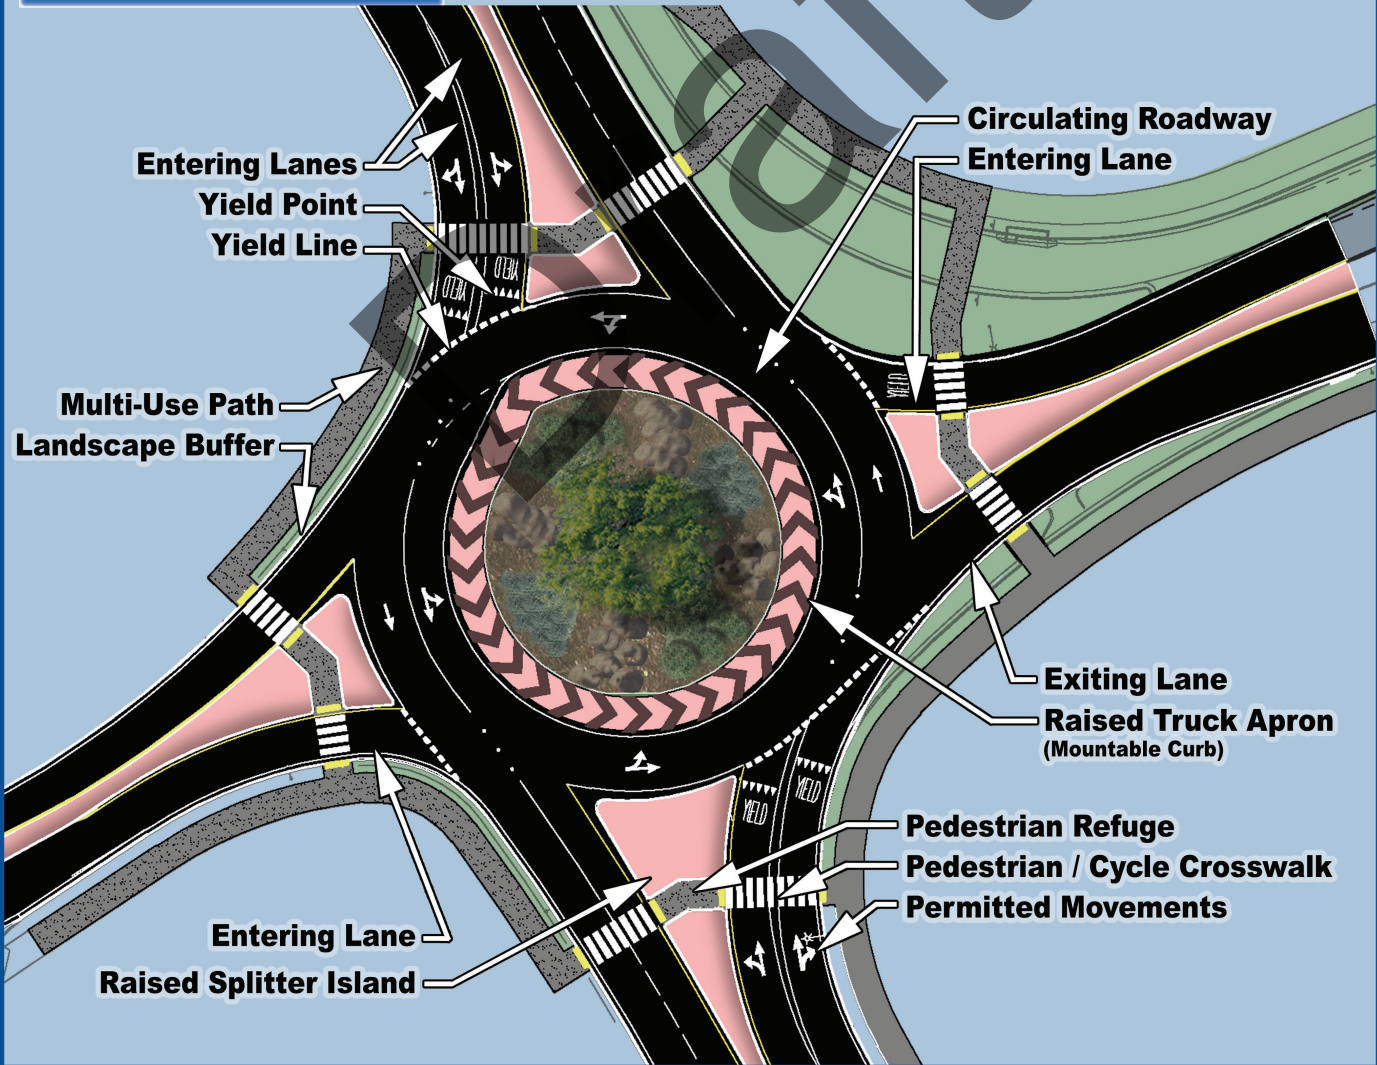 Circulating Roadway
Entering Lane
Entering Lanes
Yield Point
Yield Line
YIELD
YIELD
YIELD
Multi-Use Path
Landscape Buffer
Exiting Lane
Raised Truck Apron
(Mountable Curb)
YIELD
YIELD
Pedestrian Refuge
Pedestrian / Cycle Crosswalk
Permitted Movements
Entering Lane
Raised Splitter Island